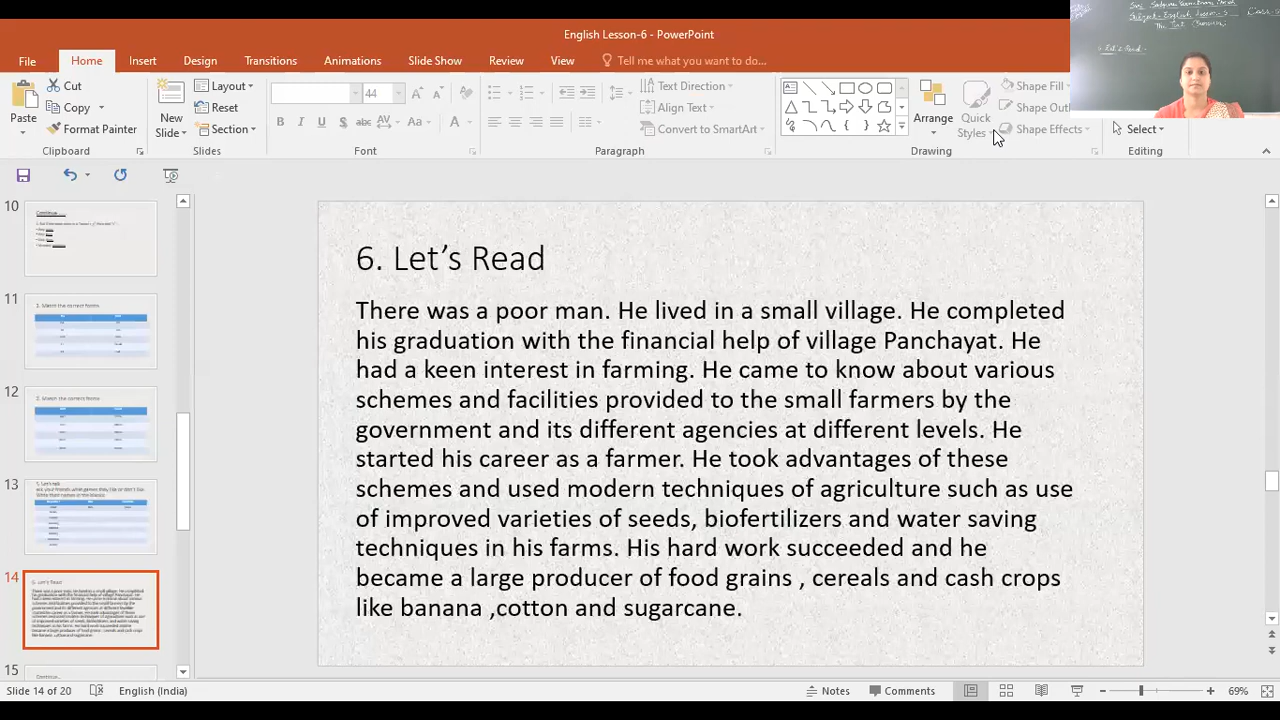 English Lesson-6 - PowerPoint
File Home Insert Design Transitions Animations Slide Show Review View Tell me what you want to do...
Paste
Cut
Copy
Format Painter
Clipboard
New
Slide
Layout
Reset
Section
Slides
44
Font
Text Direction
Align Text
Convert to SmartArt
Paragraph
Arrange
Quick
Styles
Shape Fill
Shape Outl
Shape Effects
Drawing
Select
Editing
10
11
12
13
14
15
6. Let's Read
There was a poor man. He lived in a small village. He completed
his graduation with the financial help of village Panchayat. He
had a keen interest in farming. He came to know about various
schemes and facilities provided to the small farmers by the
government and its different agencies at different levels. He
started his career as a farmer. He took advantages of these
schemes and used modern techniques of agriculture such as use
of improved varieties of seeds, biofertilizers and water saving
techniques in his farms. His hard work succeeded and he
became a large producer of food grains , cereals and cash crops
like banana ,cotton and sugarcane.
Slide 14 of 20 English (India) Notes Comments 69%